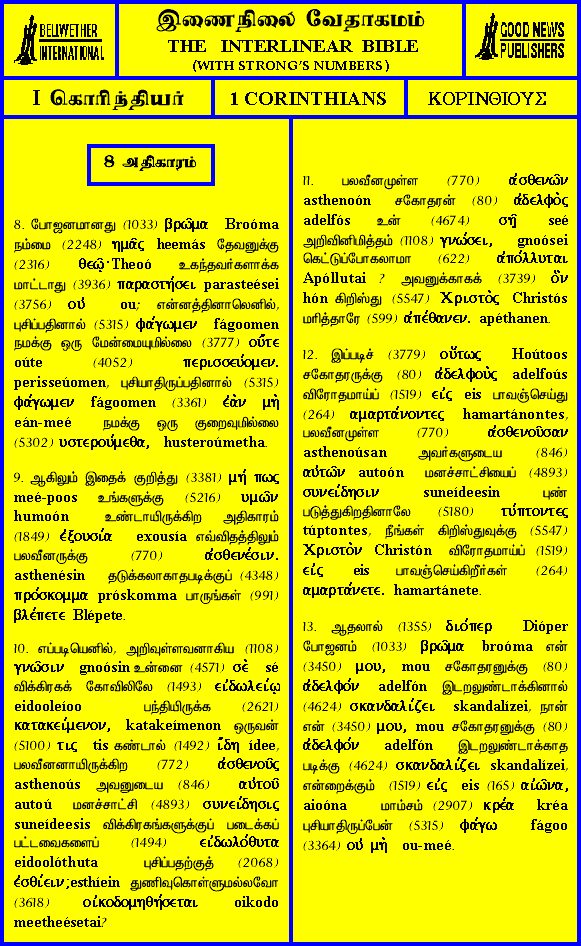 BELLWETHER
INTERNATIONAL
இணைநிலை வேதாகமம்
THE INTERLINEAR BIBLE
(WITH STRONG'S NUMBERS)
GOOD NEWS
PUBLISHERS
I கொரிந்தியர்
1 CORINTHIANS
ΚΟΡΙΝΘΙΟΥΣ
8 அதிகாரம்
8. போஜனமானது (1033) βρῶμα Broóma
நம்மை (2248) ημᾶς heemás தேவனுக்கு
(2316) θεῷ·Theoó உகந்தவர்களாக்க
மாட்டாது (3936) παραστήσει parasteései
(3756) οὐ ou; என்னத்தினாலெனில்,
புசிப்பதினால் (5315) φάγωμεν fágoomen
நமக்கு ஒரு மேன்மையுமில்லை (3777) οὔτε
oúte (4052) περισσεύομεν.
perisseúomen, புசியாதிருப்பதினால் (5315)
φάγωμεν fágoomen (3361) ἐὰν μὴ
eán-meé நமக்கு ஒரு குறைவுமில்லை
(5302) υστερούμεθα, husteroúmetha.
9. ஆகிலும் இதைக் குறித்து (3381) μή πως
meé-poos உங்களுக்கு (5216) υμῶν
humoón உண்டாயிருக்கிற அதிகாரம்
(1849) ἐξουσία exousía எவ்விதத்திலும்
பலவீனருக்கு (770) ἀσθενέσιν.
asthenésin தடுக்கலாகாதபடிக்குப் (4348)
πρόσκομμα próskomma பாருங்கள் (991)
βλέπετε Blépete.
10. எப்படியெனில், அறிவுள்ளவனாகிய (1108)
γνῶσιν gnoósin உன்னை (4571) σὲ sé
விக்கிரகக் கோவிலிலே (1493) εἰδωλείῳ
eidooleíoo பந்தியிருக்க (2621)
κατακείμενον, katakeímenon ஒருவன்
(5100) τις tis கண்டால் (1492) ἴδη ídee,
பலவீனனாயிருக்கிற (772) ἀσθενοῦς
asthenoús அவனுடைய (846) αὐτοῦ
autoú மனச்சாட்சி (4893) συνείδησις
suneídeesis விக்கிரகங்களுக்குப் படைக்கப்
பட்டவைகளைப் (1494) εἰδωλόθυτα
eidoolóthuta புசிப்பதற்குத் (2068)
ἐσθίειν;esthíein துணிவுகொள்ளுமல்லவோ
(3618) οἰκοδομηθήσεται oikodo
meetheésetai?
11. பலவீனமுள்ள (770) ἀσθενῶν
asthenoón சகோதரன் (80) ἀδελφὸς
adelfós உன் (4674) σῇ seé
அறிவினிமித்தம் (1108) γνώσει, gnoósei
கெட்டுப்போகலாமா (622) ἀπόλλυται
Apóllutai ? அவனுக்காகக் (3739) ὃν
hón கிறிஸ்து (5547) Χριστὸς Christós
மரித்தாரே (599) ἀπέθανεν. apéthanen.
12. இப்படிச் (3779) οὕτως Hoútoos
சகோதரருக்கு (80) ἀδελφοὺς adelfoús
விரோதமாய்ப் (1519) εἰς eis பாவஞ்செய்து
(264) αμαρτάνοντες hamartánontes,
பலவீனமுள்ள (770) ἀσθενοῦσαν
asthenoúsan அவர்களுடைய (846)
αὐτῶν autoón மனச்சாட்சியைப் (4893)
συνείδησιν suneídeesin புண்
படுத்துகிறதினாலே (5180) τύπτοντες
túptontes, நீங்கள் கிறிஸ்துவுக்கு (5547)
Χριστὸν Christón விரோதமாய்ப் (1519)
εἰς eis பாவஞ்செய்கிறீர்கள் (264)
αμαρτάνετε. hamartánete.
13. ஆதலால் (1355) διόπερ Dióper
போஜனம் (1033) βρῶμα broóma என்
(3450) μου, mou சகோதரனுக்கு (80)
ἀδελφόν adelfón இடறலுண்டாக்கினால்
(4624) σκανδαλίζει skandalízei, நான்
என் (3450) μου, mou சகோதரனுக்கு (80)
ἀδελφόν adelfón இடறலுண்டாக்காத
படிக்கு (4624) σκανδαλίζει skandalízei,
என்றைக்கும் (1519) εἰς eis (165) αἰῶνα,
aioóna மாம்சம் (2907) κρέα kréa
புசியாதிருப்பேன் (5315) φάγω fágoo
(3364) οὐ μὴ ou-meé.